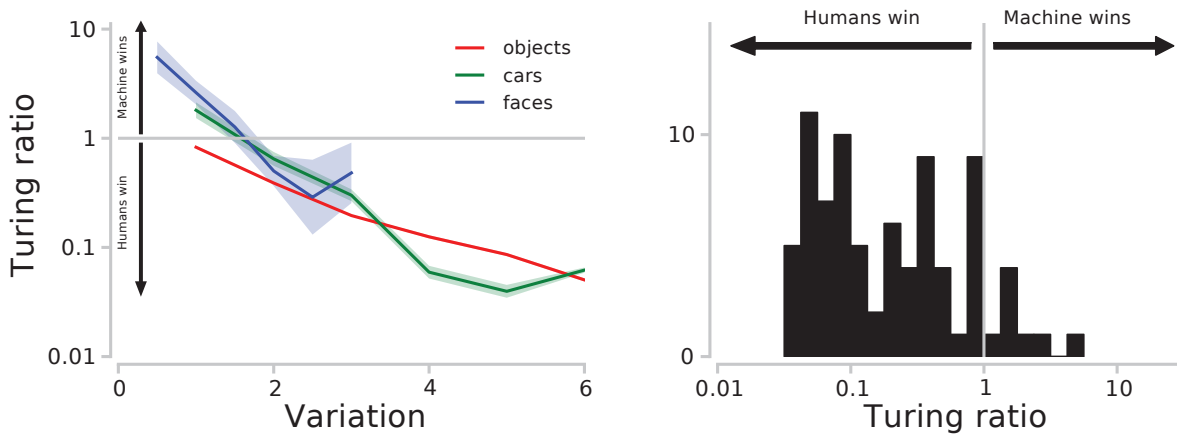 Turing ratio
10
1
0.1
0.01
Machine wins
Humans win
objects
cars
faces
0
2
4
6
Variation
Humans win
Machine wins
10
0
0.01
0.1
1
10
Turing ratio